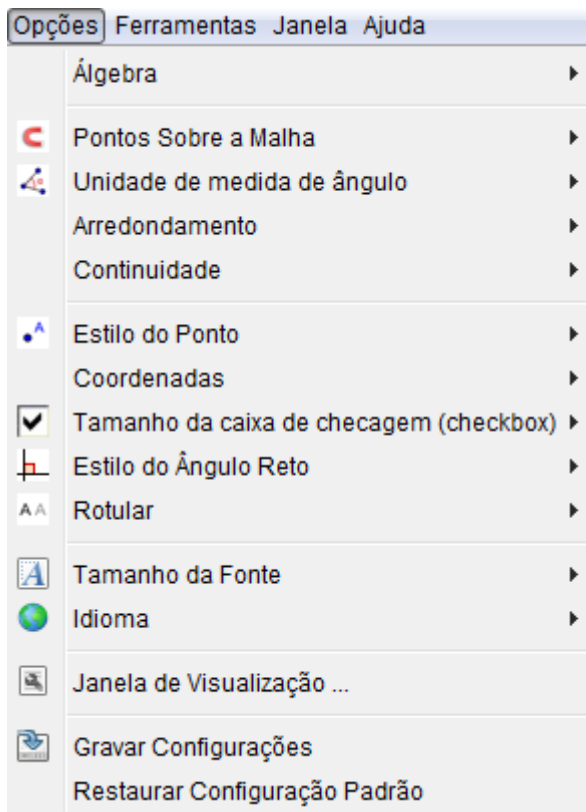 Opções Ferramentas Janela Ajuda
Álgebra
Pontos Sobre a Malha
Unidade de medida de ângulo
Arredondamento
Continuidade
Estilo do Ponto
Coordenadas
Tamanho da caixa de checagem (checkbox)
Estilo do Ângulo Reto
Rotular
Tamanho da Fonte
Idioma
Janela de Visualização ...
Gravar Configurações
Restaurar Configuração Padrão